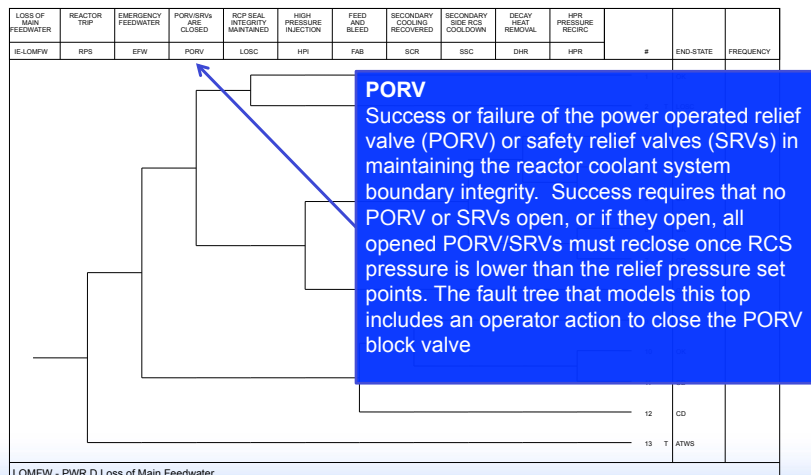 LOSS OF MAIN FEEDWATER
REACTOR TRIP
EMERGENCY FEEDWATER
PORV/SRVs ARE CLOSED
RCP SEAL INTEGRITY MAINTAINED
HIGH PRESSURE INJECTION
FEED AND BLEED
SECONDARY COOLING RECOVERED
SECONDARY SIDE RCS COOLDOWN
DECAY HEAT REMOVAL
HPR PRESSURE RECIRC
IE-LOMFW RPS EFW PORV LOSC HPI FAB SCR SSC DHR HPR # END-STATE FREQUENCY
PORV
Success or failure of the power operated relief
valve (PORV) or safety relief valves (SRVs) in
maintaining the reactor coolant system
boundary integrity. Success requires that no
PORV or SRVs open, or if they open, all
opened PORV/SRVs must reclose once RCS
pressure is lower than the relief pressure set
points. The fault tree that models this top
includes an operator action to close the PORV
block valve
12 CD
13 T ATWS
LOMFW - PWR D Loss of Main Feedwater